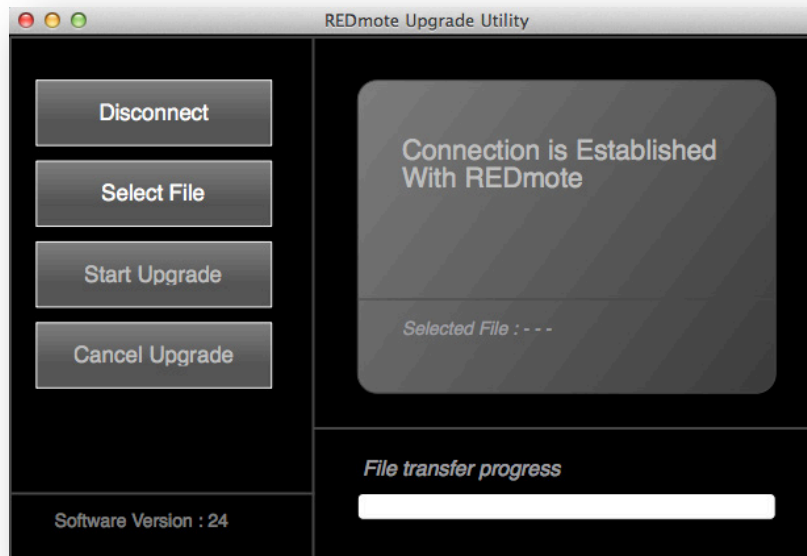 REDmote Upgrade Utility
Disconnect
Select File
Start Upgrade
Cancel Upgrade
Software Version : 24
Connection is Established
With REDmote
Selected File : - - -
File transfer progress